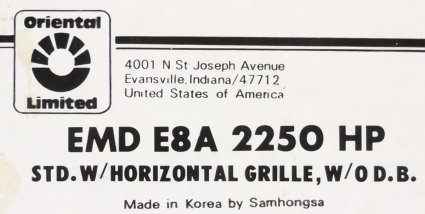 Oriental
Limited
4001 N St Joseph Avenue
Evansville, Indiana/47712
United States of America
EMD E8A 2250 HP
STD.W/HORIZONTAL GRILLE, W/O D.B.
Made in Korea by Samhongsa